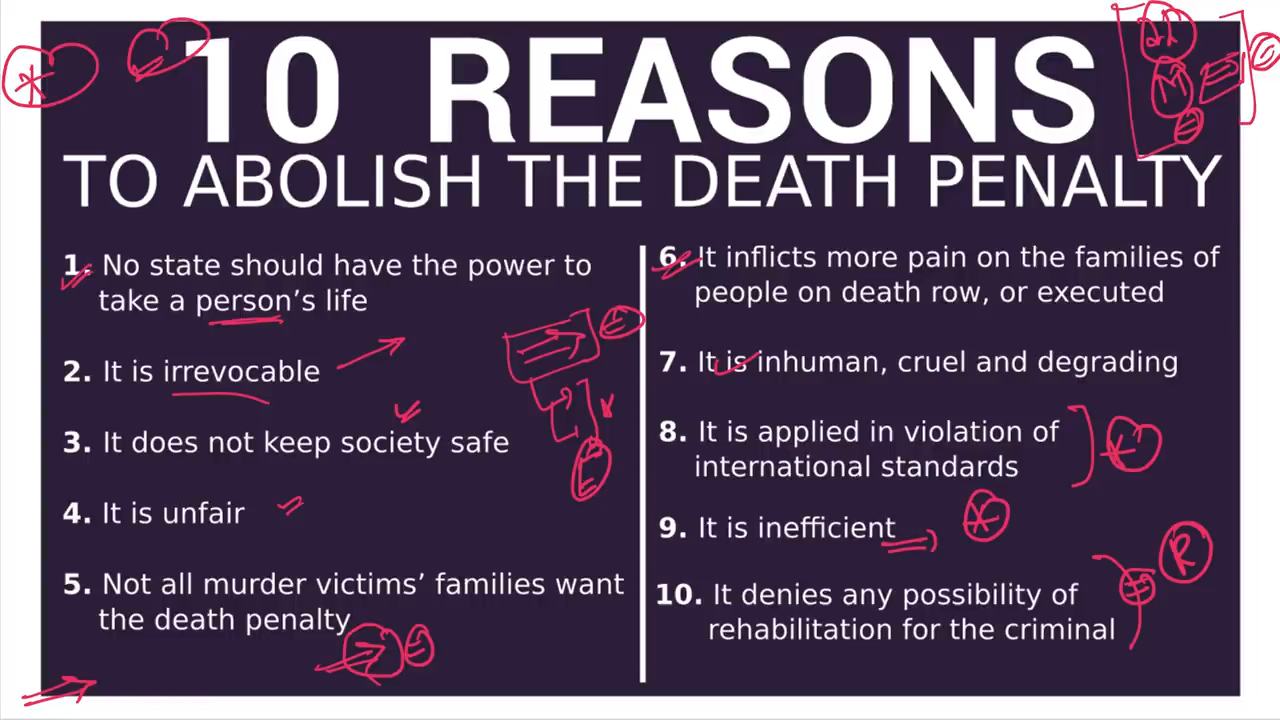 10 REASONS
TO ABOLISH THE DEATH PENALTY
1. No state should have the power to
take a person’s life
2. It is irrevocable
3. It does not keep society safe
4. It is unfair
5. Not all murder victims’ families want
the death penalty
6. It inflicts more pain on the families of
people on death row, or executed
7. It is inhuman, cruel and degrading
8. It is applied in violation of
international standards
9. It is inefficient
10. It denies any possibility of
rehabilitation for the criminal
R